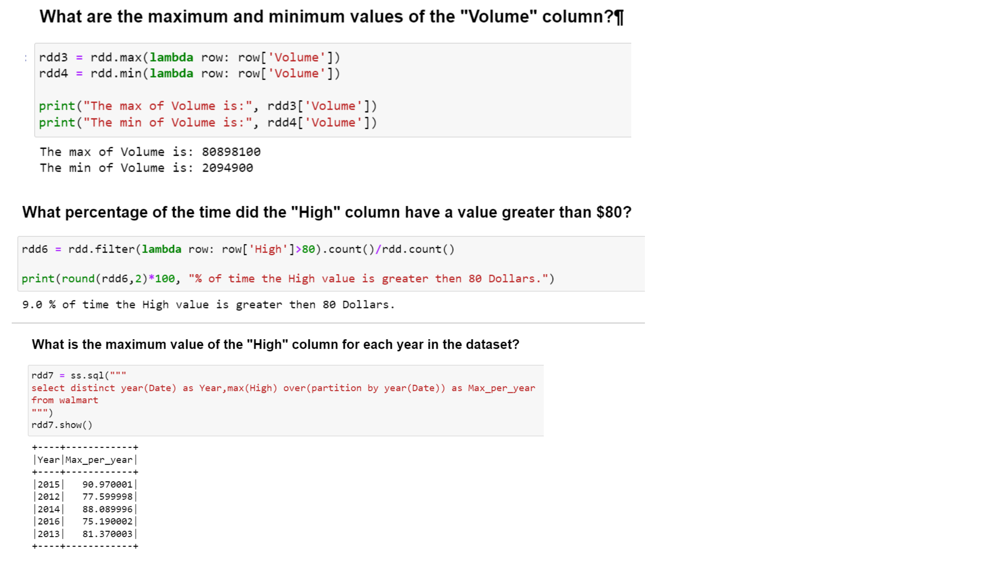 What are the maximum and minimum values of the "Volume" column?¶
: rdd3 = rdd.max(lambda row: row['Volume'])
rdd4 = rdd.min(lambda row: row['Volume'])
print("The max of Volume is:", rdd3['Volume'])
print("The min of Volume is:", rdd4['Volume'])
The max of Volume is: 80898100
The min of Volume is: 2094900
What percentage of the time did the "High" column have a value greater than $80?
rdd6 = rdd.filter(lambda row: row['High']>80).count()/rdd.count()
print(round(rdd6,2)*100, "% of time the High value is greater then 80 Dollars.")
9.0 % of time the High value is greater then 80 Dollars.
What is the maximum value of the "High" column for each year in the dataset?
rdd7 = ss.sql("""
select distinct year(Date) as Year,max(High) over(partition by year(Date)) as Max_per_year
from walmart
""")
rdd7.show()
+----+------------+
|Year|Max_per_year|
+----+------------+
|2015|   90.970001|
|2012|   77.599998|
|2014|   88.089996|
|2016|   75.190002|
|2013|   81.370003|
+----+------------+